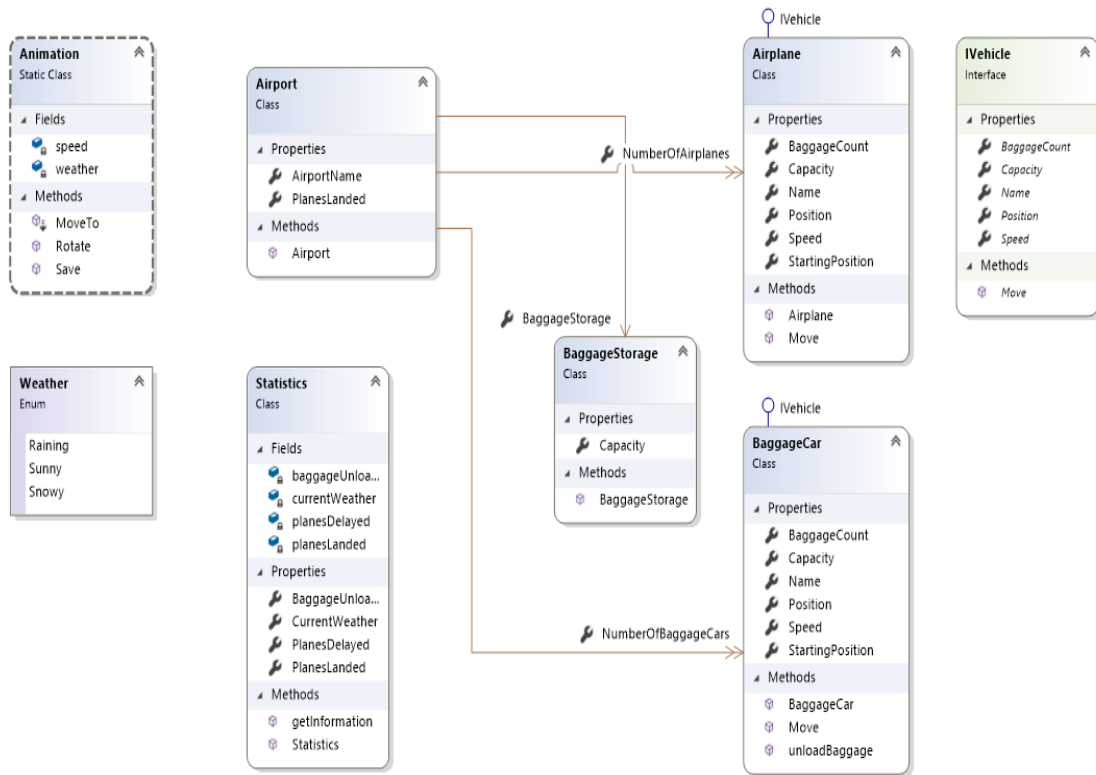 Animation
Static Class
Fields
speed
weather
Methods
MoveTo
Rotate
Save
Weather
Enum
Raining
Sunny
Snowy
Airport
Class
Properties
AirportName
PlanesLanded
Methods
Airport
Statistics
Class
Fields
baggageUnloa...
currentWeather
planesDelayed
planesLanded
Properties
BaggageUnloa...
CurrentWeather
PlanesDelayed
PlanesLanded
Methods
getInformation
Statistics
NumberOfAirplanes
BaggageStorage
BaggageStorage
Class
Properties
Capacity
Methods
BaggageStorage
NumberOfBaggageCars
IVehicle
Airplane
Class
Properties
BaggageCount
Capacity
Name
Position
Speed
StartingPosition
Methods
Airplane
Move
IVehicle
BaggageCar
Class
Properties
BaggageCount
Capacity
Name
Position
Speed
StartingPosition
Methods
BaggageCar
Move
unloadBaggage
IVehicle
Interface
Properties
BaggageCount
Capacity
Name
Position
Speed
Methods
Move